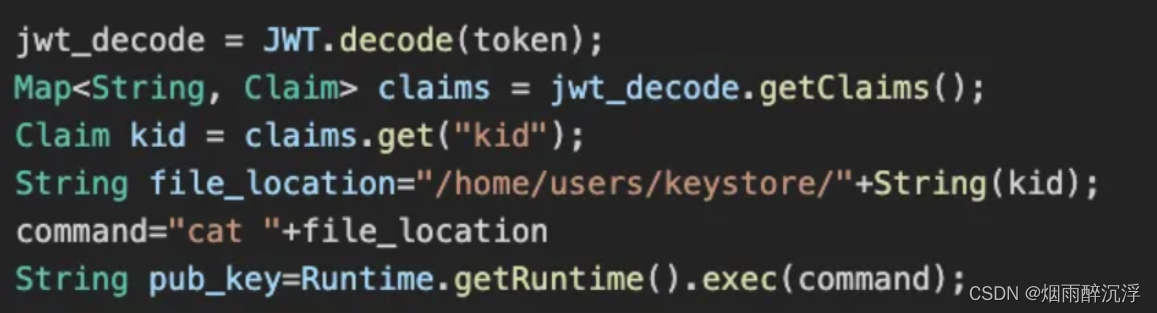 jwt_decode = JWT.decode(token);
Map<String, Claim> claims = jwt_decode.getClaims();
Claim kid = claims.get("kid");
String file_location="/home/users/keystore/"+String(kid);
command="cat "+file_location
String pub_key=Runtime.getRuntime().exec(command);
CSDN @烟雨醉沉浮